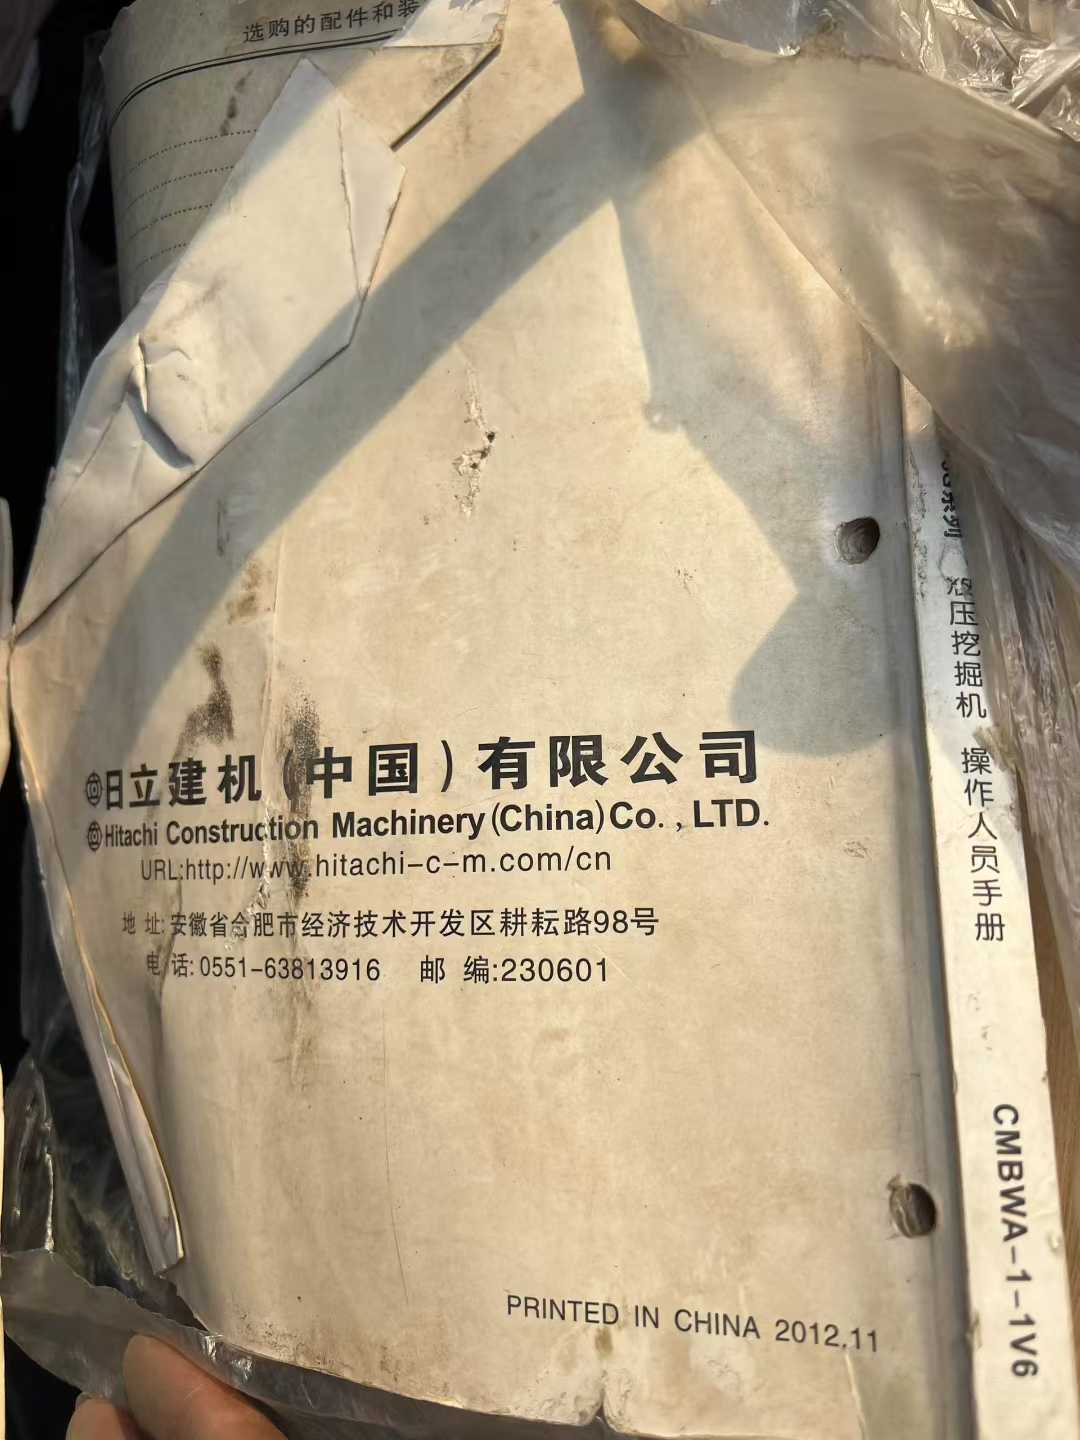 选购的配件和装
日立建机(中国)有限公司
Hitachi Construction Machinery(China)Co.,LTD.
URL:http://www.hitachi-c-m.com/cn
地 址:安徽省合肥市经济技术开发区耕耘路98号
电 话:0551-63813916 邮 编:230601
PRINTED IN CHINA 2012.11
系列 液压挖掘机 操作人员手册
CMBWA-1-1V6